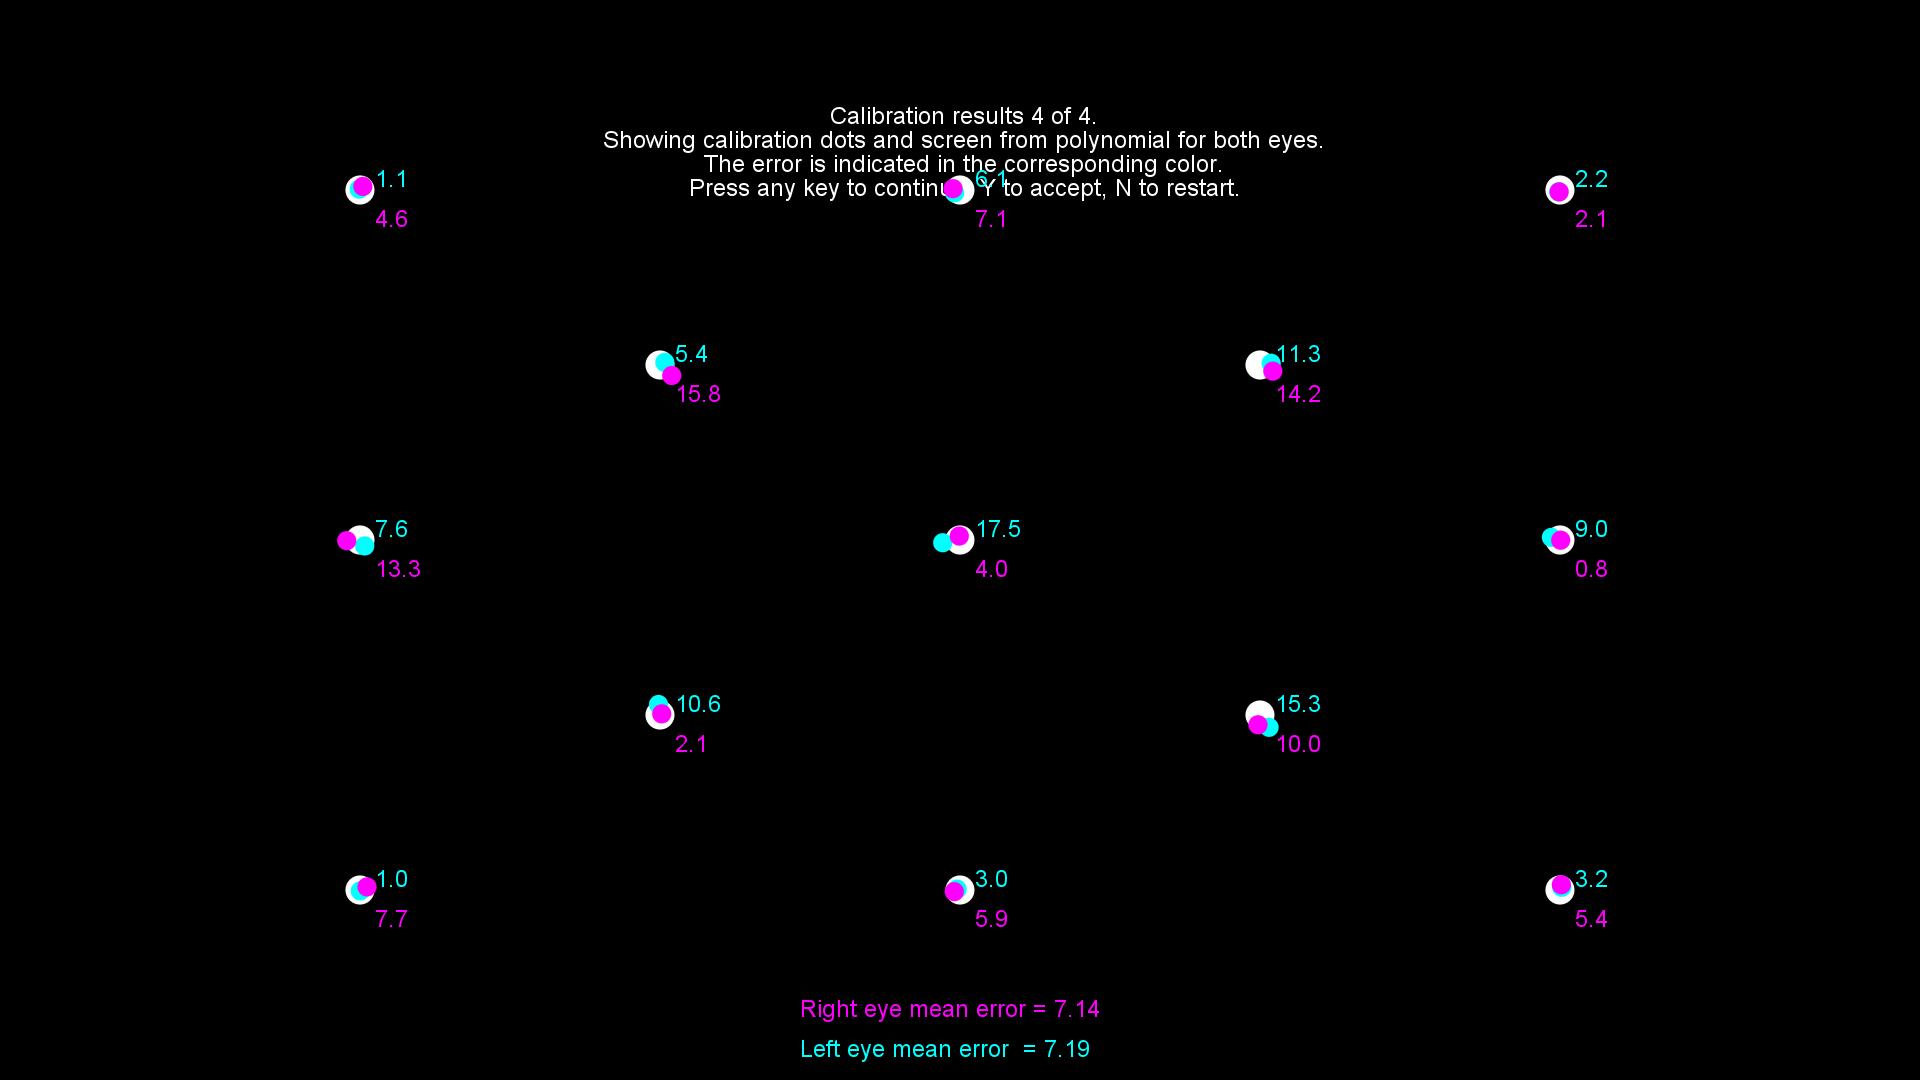 Calibration results 4 of 4.
Showing calibration dots and screen from polynomial for both eyes.
The error is indicated in the corresponding color.
1.1 6.1 2.2
Press any key to continu Y to accept, N to restart.
4.6 7.1 2.1
5.4 11.3
15.8 14.2
7.6 17.5 9.0
13.3 4.0 0.8
10.6 15.3
2.1 10.0
1.0 3.0 3.2
7.7 5.9 5.4
Right eye mean error = 7.14
Left eye mean error = 7.19